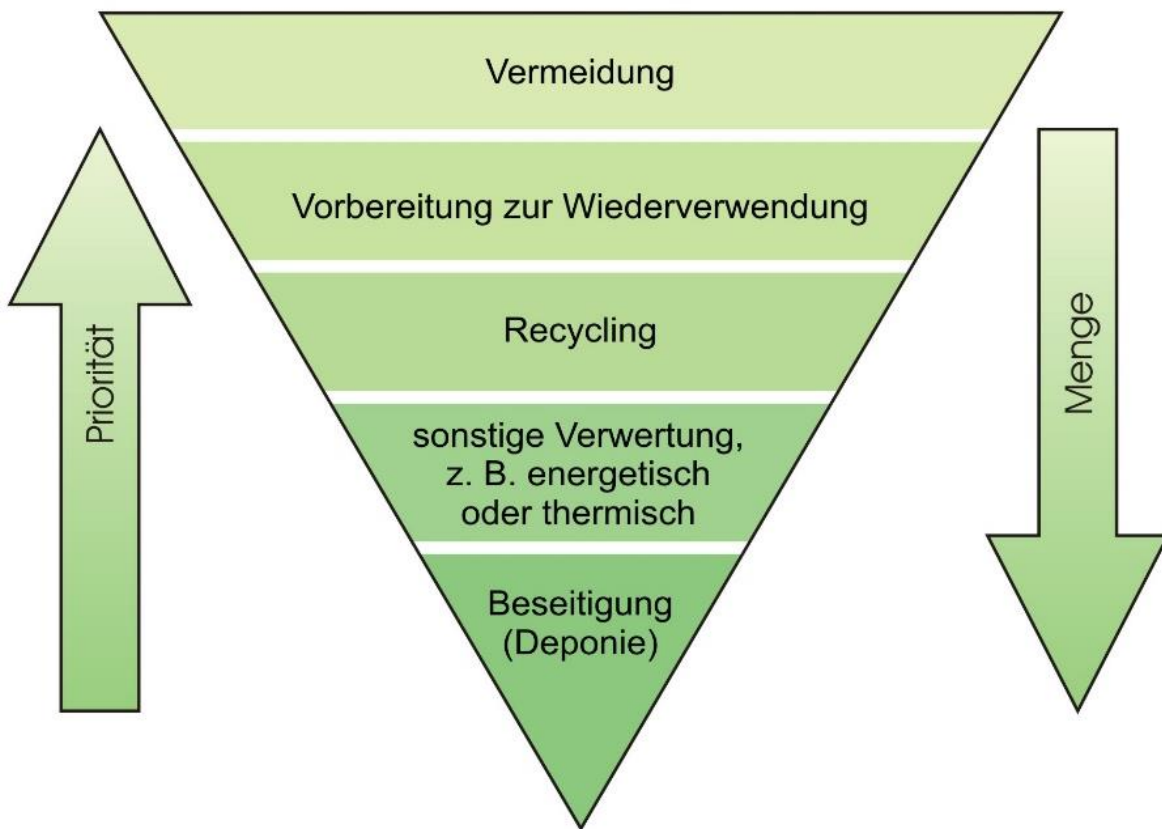 Vermeidung
Vorbereitung zur Wiederverwendung
Recycling
sonstige Verwertung,
z. B. energetisch
oder thermisch
Beseitigung
(Deponie)
Priorität
Menge